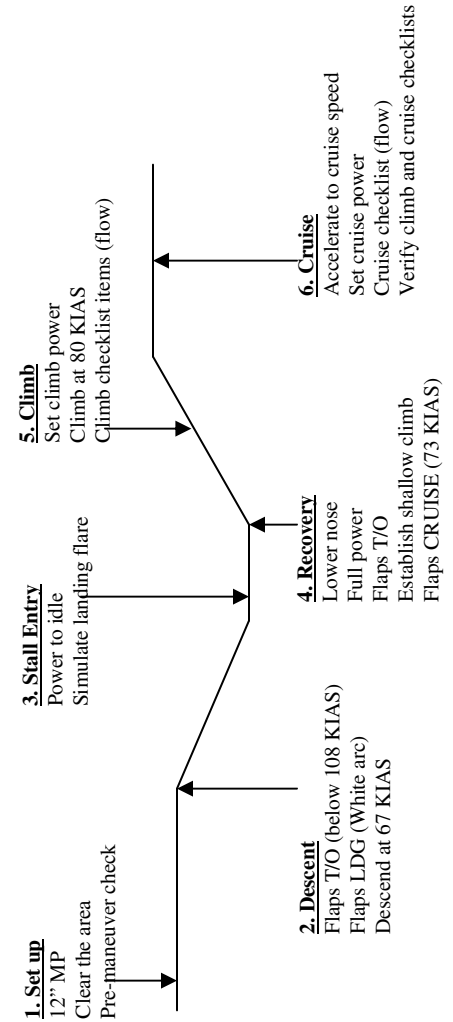 1. Set up
12” MP
Clear the area
Pre-maneuver check
2. Descent
Flaps T/O (below 108 KIAS)
Flaps LDG (White arc)
Descend at 67 KIAS
3. Stall Entry
Power to idle
Simulate landing flare
4. Recovery
Lower nose
Full power
Flaps T/O
Establish shallow climb
Flaps CRUISE (73 KIAS)
5. Climb
Set climb power
Climb at 80 KIAS
Climb checklist items (flow)
6. Cruise
Accelerate to cruise speed
Set cruise power
Cruise checklist (flow)
Verify climb and cruise checklists